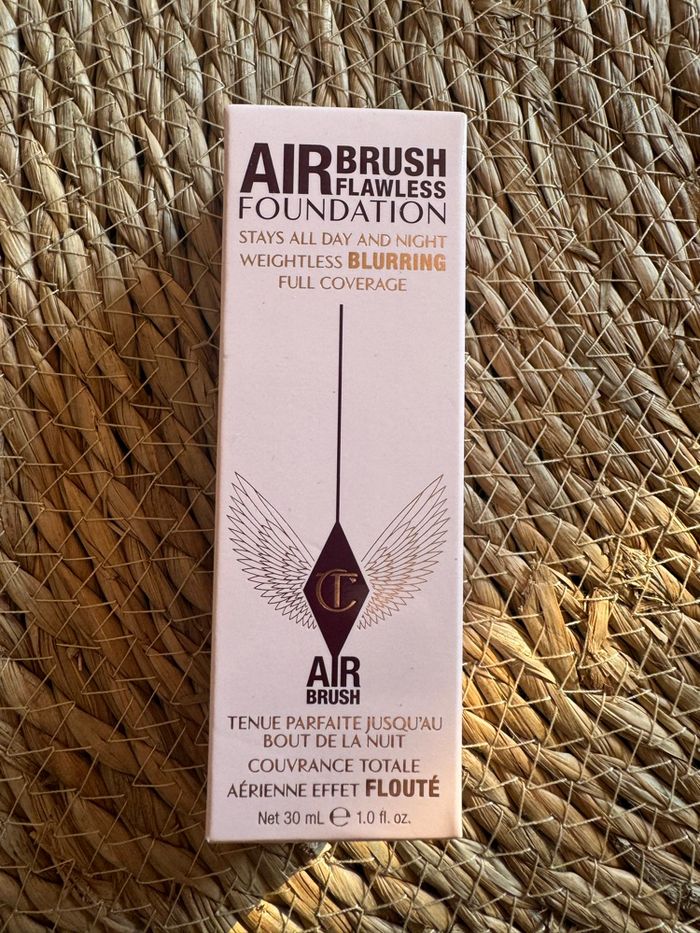 AIRBRUSH
FLAWLESS
FOUNDATION
STAYS ALL DAY AND NIGHT
WEIGHTLESS BLURRING
FULL COVERAGE
CT
AIR
BRUSH
TENUE PARFAITE JUSQU'AU
BOUT DE LA NUIT
COUVRANCE TOTALE
AÉRIENNE EFFET FLOUTÉ
Net 30 mL ℮ 1.0 fl. oz.